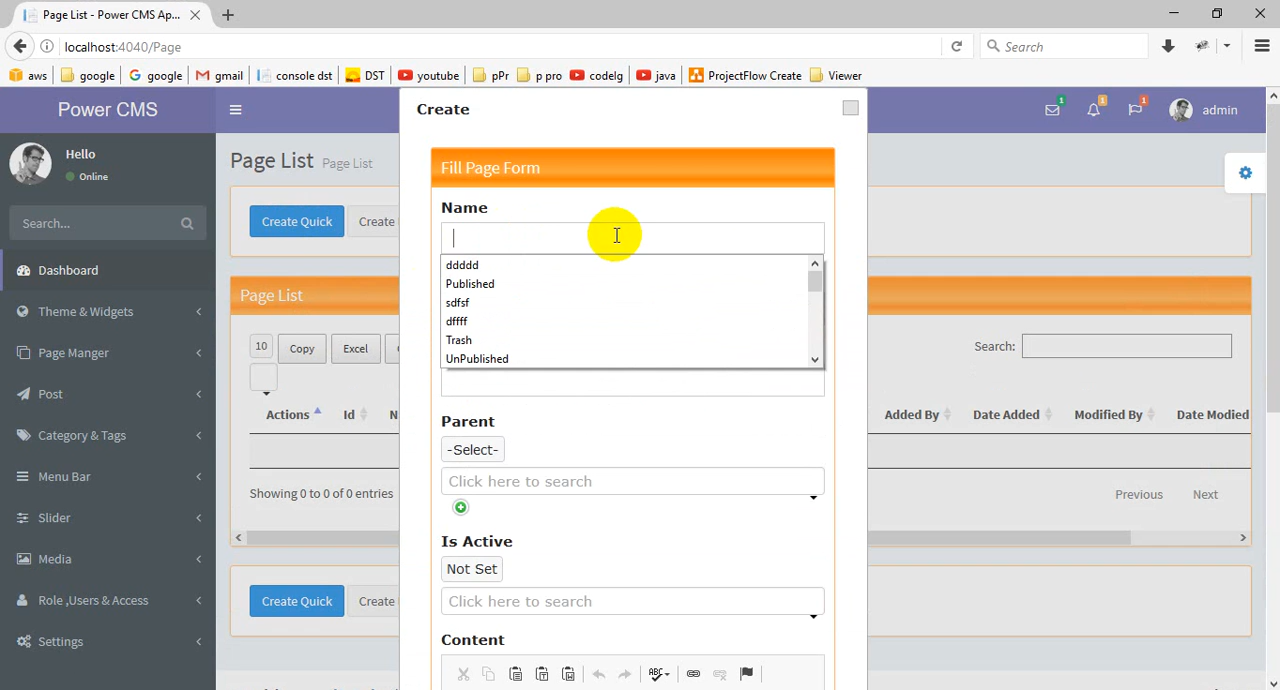 Page List - Power CMS Ap...
localhost:4040/Page
Search
aws
google
google
gmail
console dst
DST
youtube
pPr
p pro
codelg
java
ProjectFlow Create
Viewer
Power CMS
1
1
1
admin
Hello
Online
Search...
Dashboard
Theme & Widgets
Page Manger
Post
Category & Tags
Menu Bar
Slider
Media
Role ,Users & Access
Settings
Page List Page List
Create Quick
Create
Page List
10
Copy
Excel
Search:
Actions
Id
N
Added By
Date Added
Modified By
Date Modied
Showing 0 to 0 of 0 entries
Previous
Next
Create Quick
Create
Create
Fill Page Form
Name
ddddd
Published
sdfsf
dffff
Trash
UnPublished
Parent
-Select-
Click here to search
Is Active
Not Set
Click here to search
Content
ABC